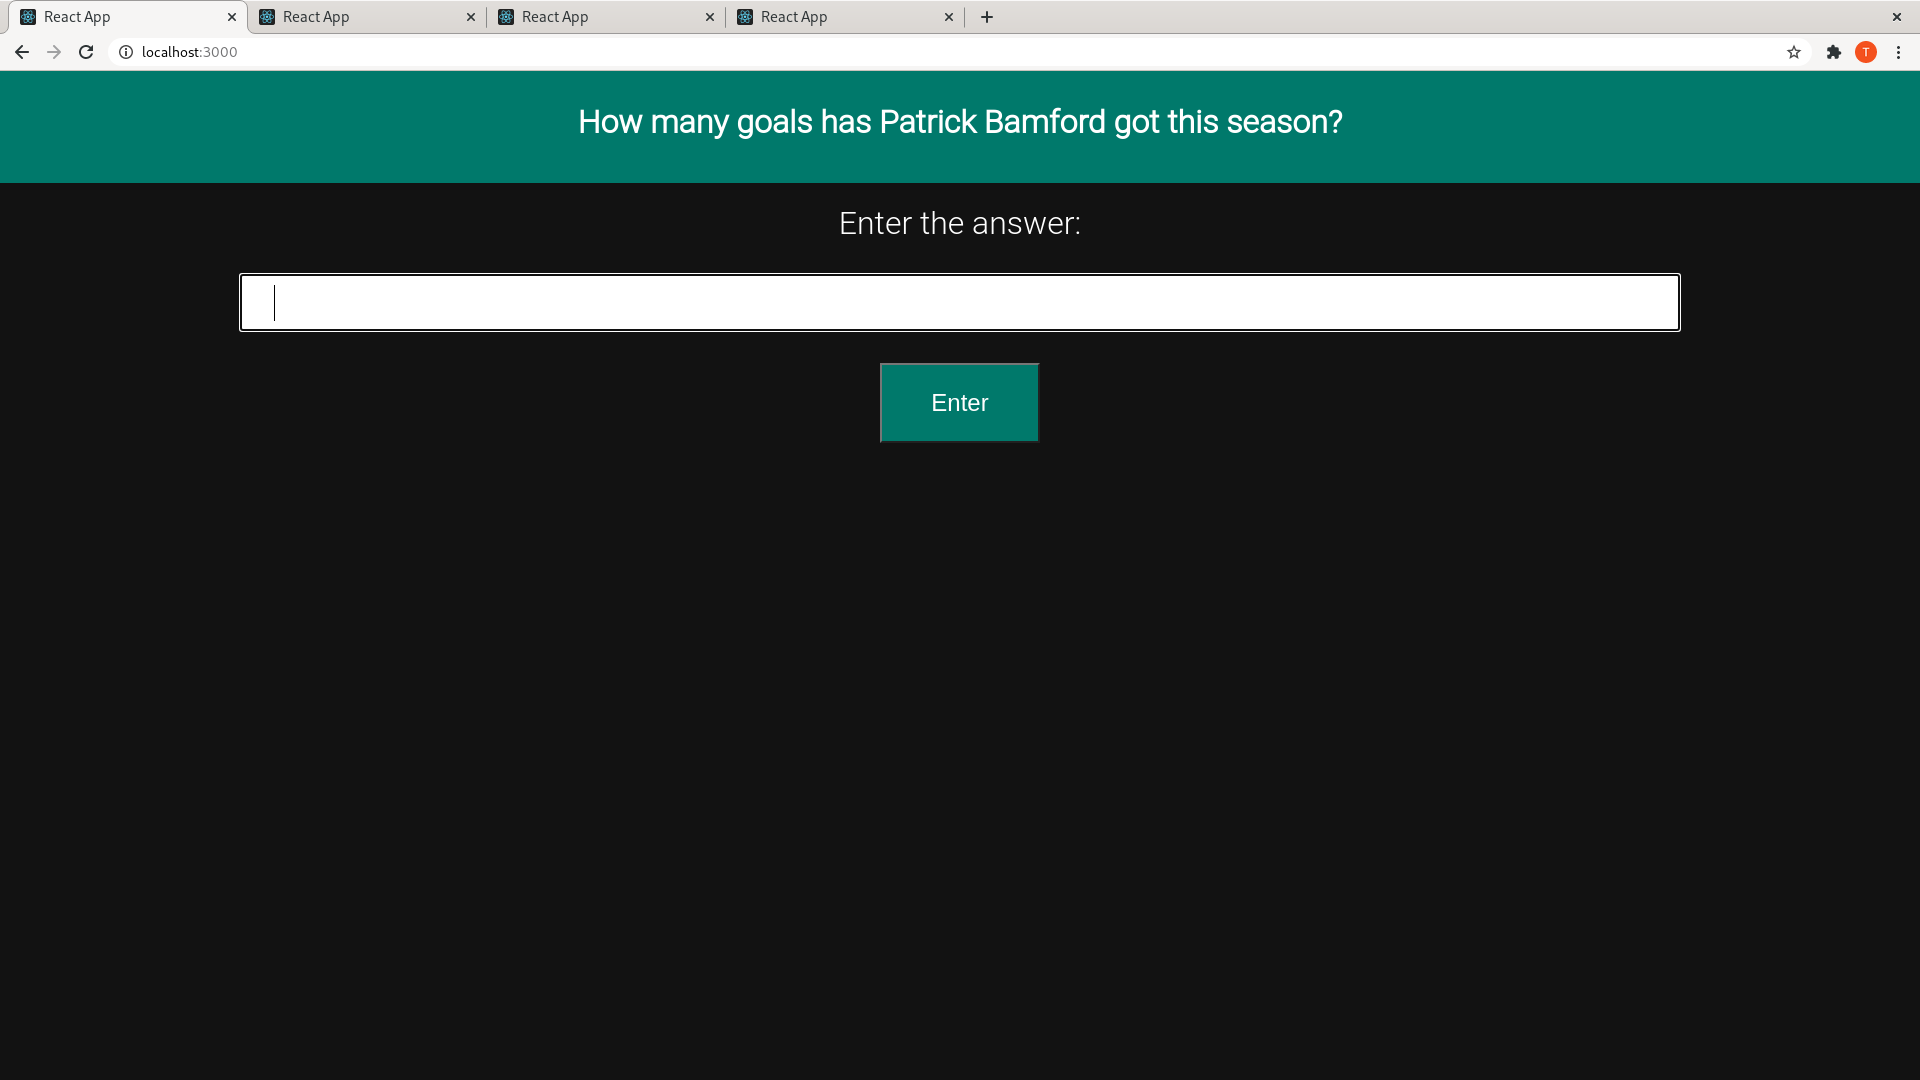 React App
React App
React App
React App
localhost:3000
T
How many goals has Patrick Bamford got this season?
Enter the answer:
Enter